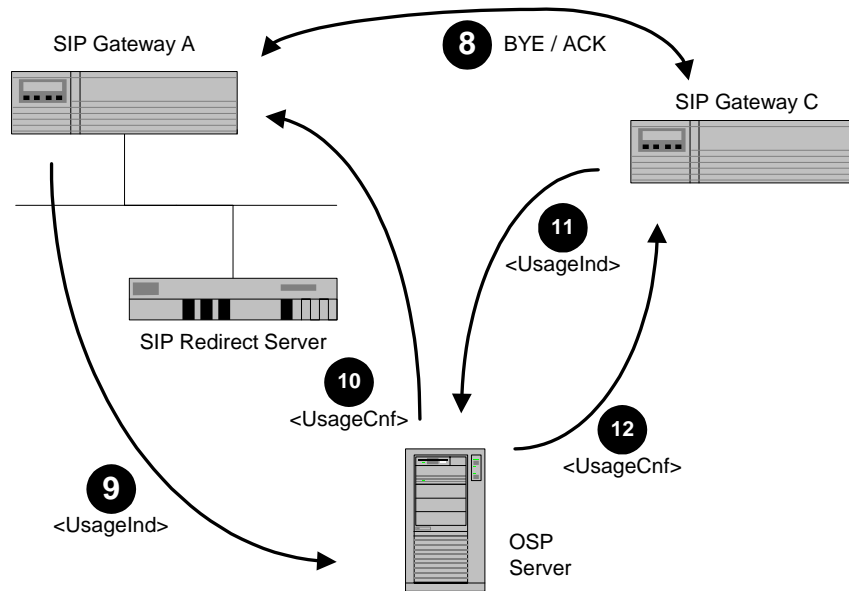 SIP Gateway A
8 BYE / ACK
SIP Gateway C
11
<UsageInd>
SIP Redirect Server
10
<UsageCnf>
12
<UsageCnf>
9
<UsageInd>
OSP
Server